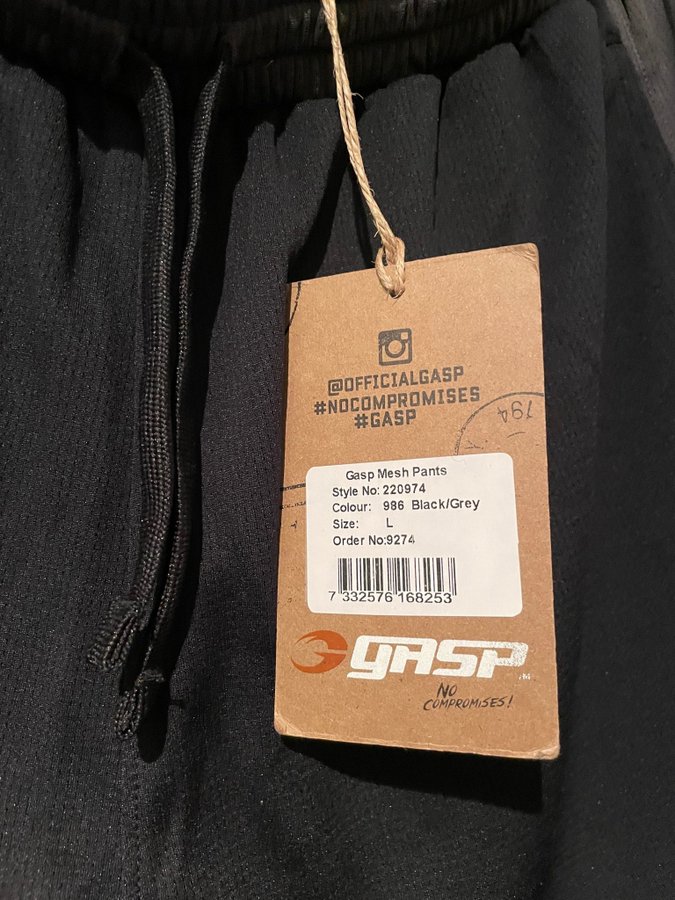 @OFFICIALGASP
#NOCOMPROMISES
#GASP
794
Gasp Mesh Pants
Style No: 220974
Colour: 986 Black/Grey
Size: L
Order No:9274
7 332576 168253
GASP
NO
COMPROMISES!